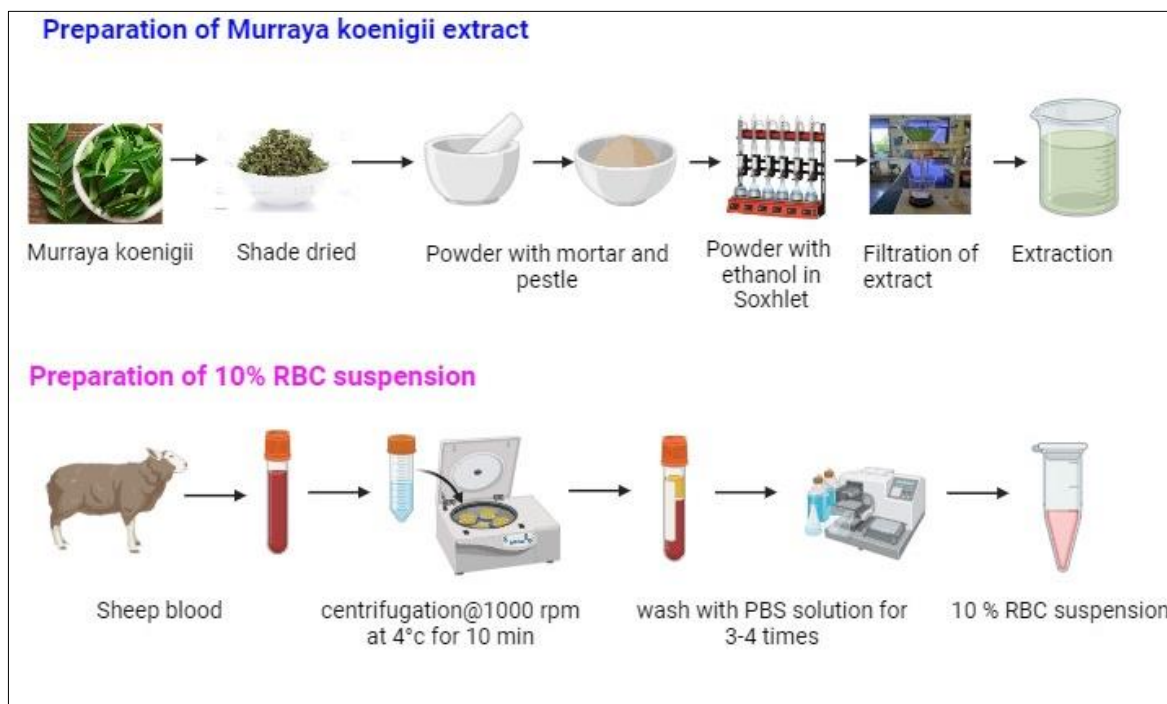 Preparation of Murraya koenigii extract
Murraya koenigii
Shade dried
Powder with mortar and
pestle
Powder with
ethanol in
Soxhlet
Filtration of
extract
Extraction
Preparation of 10% RBC suspension
Sheep blood
centrifugation@1000 rpm
at 4°c for 10 min
wash with PBS solution for
3-4 times
10 % RBC suspension